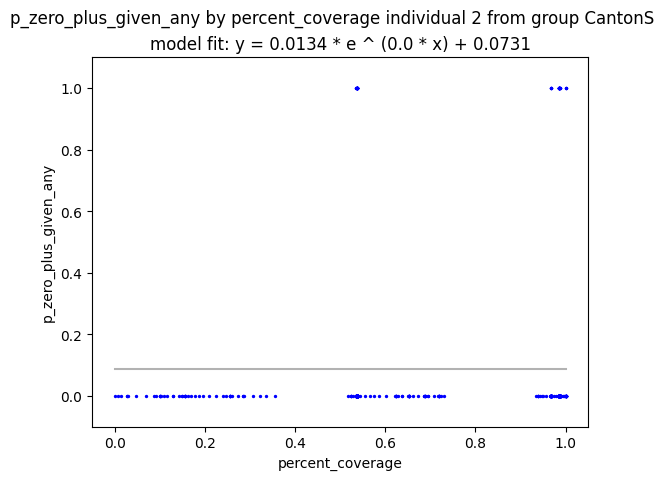 p_zero_plus_given_any by percent_coverage individual 2 from group CantonS
model fit: y = 0.0134 * e ^ (0.0 * x) + 0.0731
1.0
0.8
0.6
0.4
0.2
0.0
p_zero_plus_given_any
0.0 0.2 0.4 0.6 0.8 1.0
percent_coverage